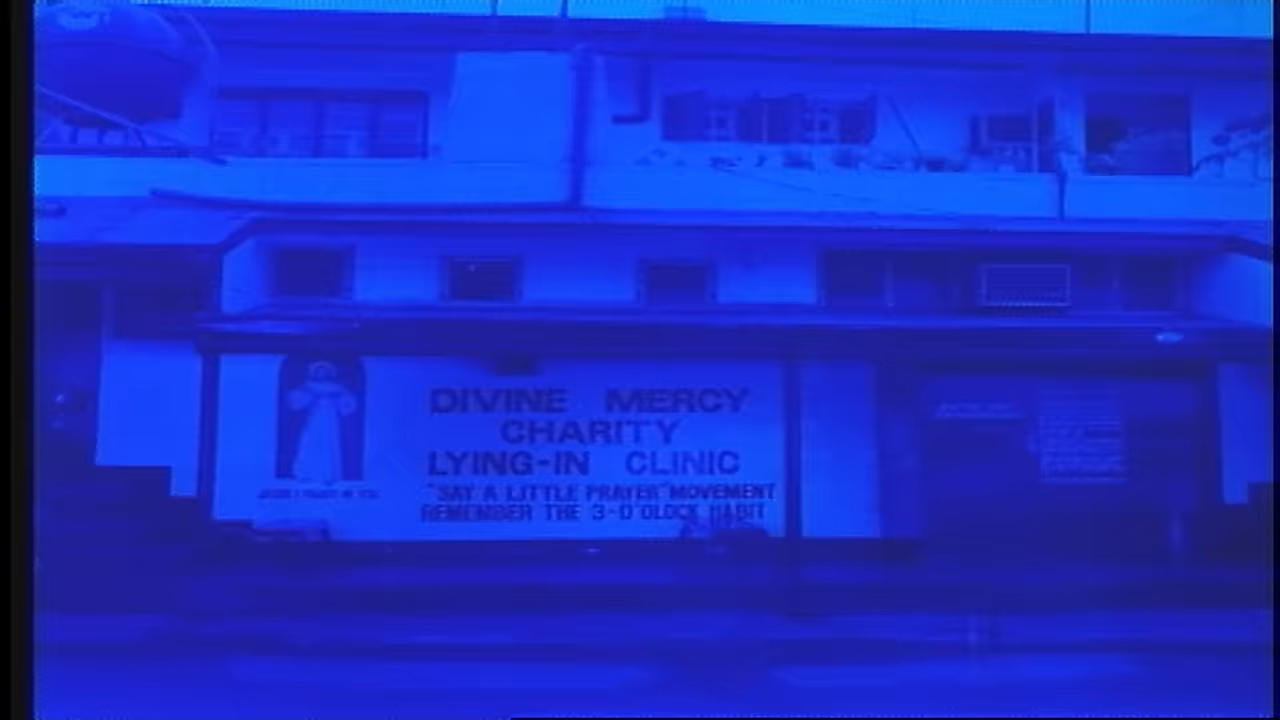 DIVINE MERCY
CHARITY
LYING-IN CLINIC
"SAY A LITTLE PRAYER" MOVEMENT
REMEMBER THE 3-O'CLOCK HABIT